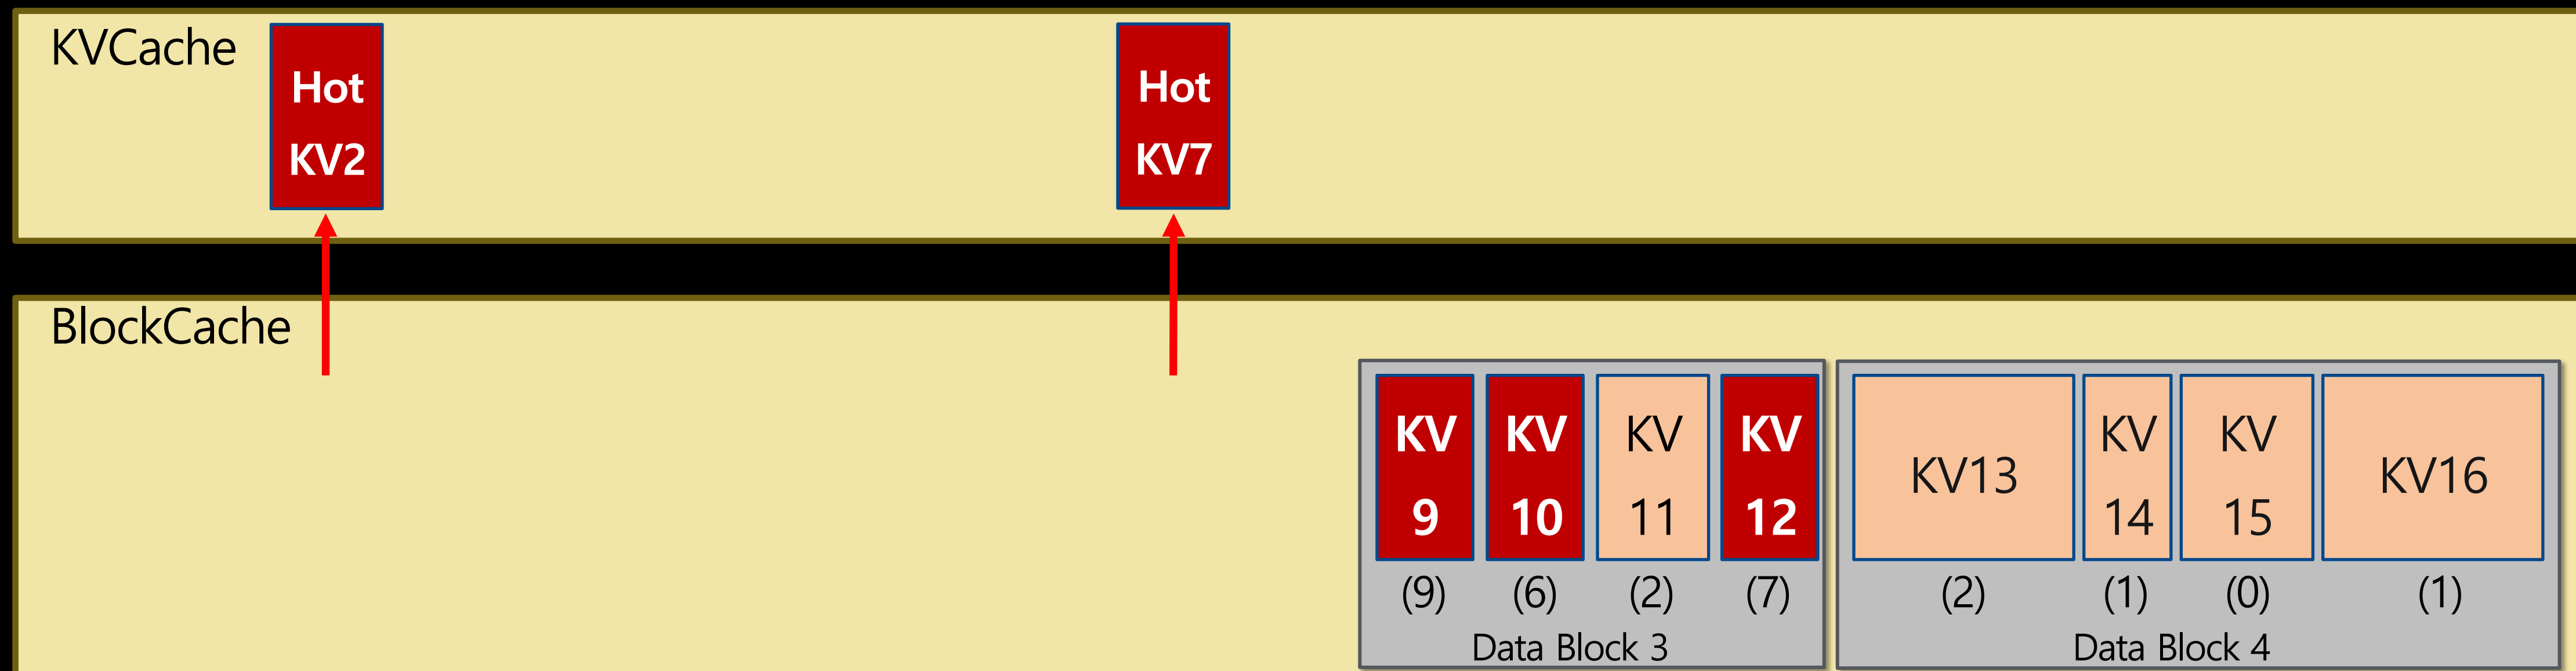 KVCache
Hot
KV2
Hot
KV7
BlockCache
KV
9
KV
10
KV
11
KV
12
KV13
KV
14
KV
15
KV16
(9)
(6)
(2)
(7)
(2)
(1)
(0)
(1)
Data Block 3
Data Block 4